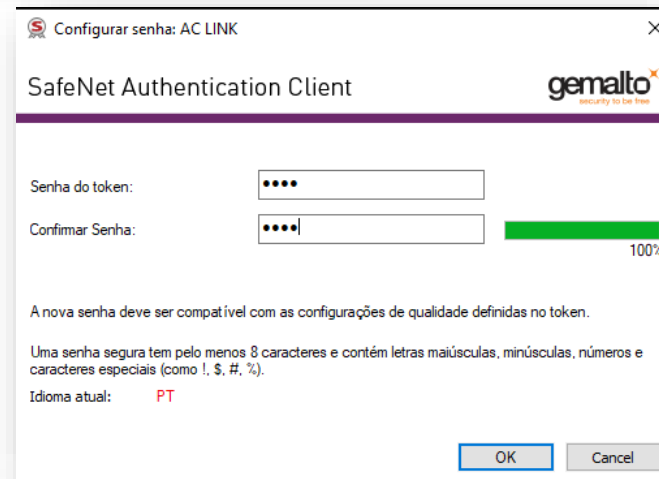 Configurar senha: AC LINK
SafeNet Authentication Client
gemalto
security to be free
Senha do token:
••••
Confirmar Senha:
••••
100%
A nova senha deve ser compatível com as configurações de qualidade definidas no token.
Uma senha segura tem pelo menos 8 caracteres e contém letras maiúsculas, minúsculas, números e
caracteres especiais (como !, $, #, %).
Idioma atual: PT
OK Cancel